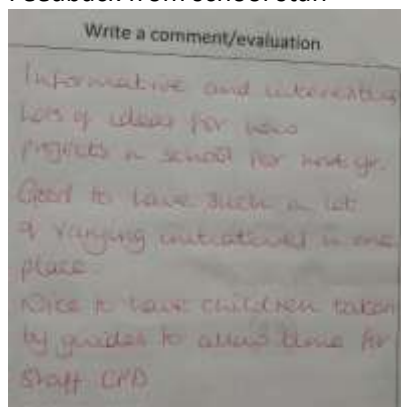 Feedback from school staff
Write a comment/evaluation
Informative and interesting
Lots of ideas for new
projects in school for next yr.
Good to have such a lot
of varying initiatives in one
place.
Nice to have children taken
by guides to allow time for
Staff CPD